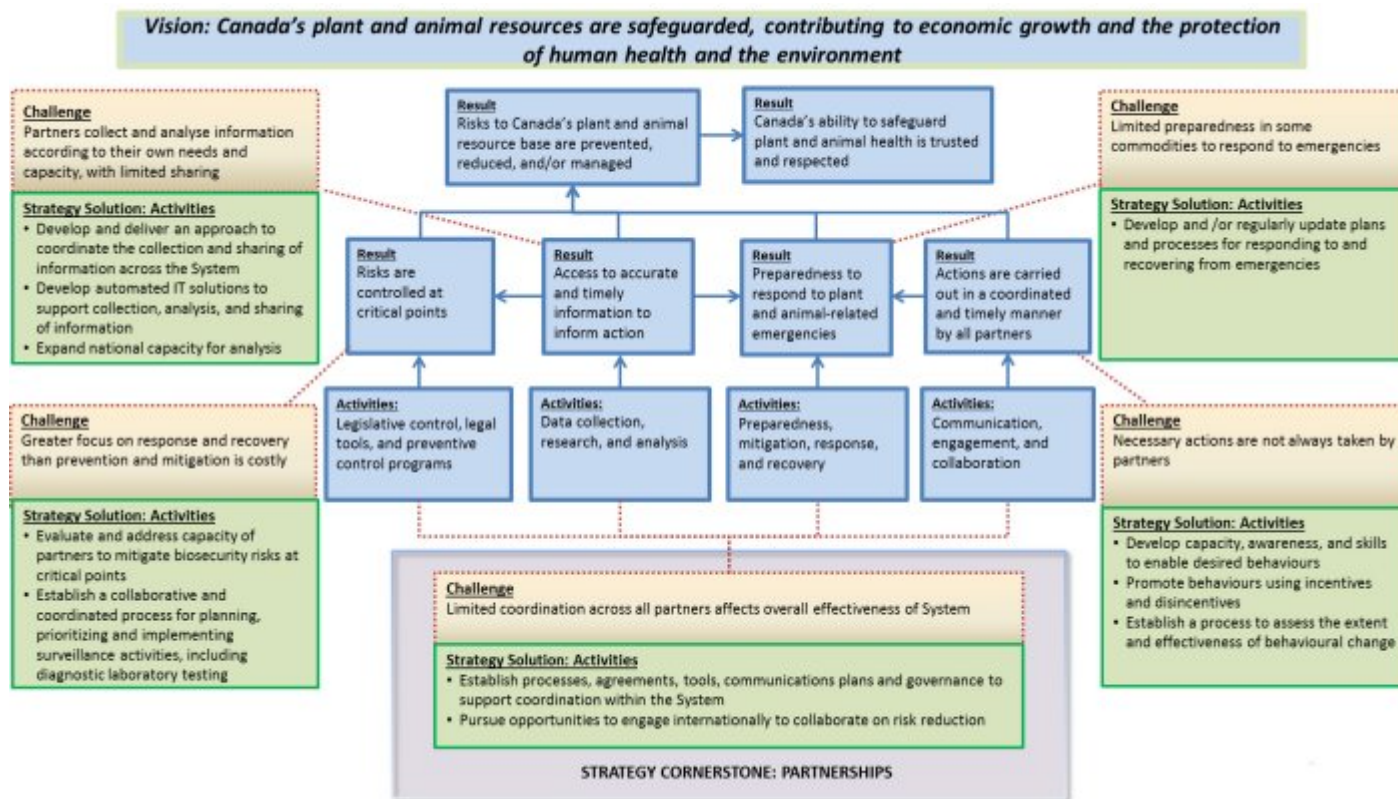 Vision: Canada's plant and animal resources are safeguarded, contributing to economic growth and the protection
of human health and the environment
Challenge
Partners collect and analyse information
according to their own needs and
capacity, with limited sharing
Strategy Solution: Activities
• Develop and deliver an approach to
coordinate the collection and sharing of
information across the System
• Develop automated IT solutions to
support collection, analysis, and sharing
of information
• Expand national capacity for analysis
Result
Risks to Canada's plant and animal
resource base are prevented,
reduced, and/or managed
Result
Canada's ability to safeguard
plant and animal health is trusted
and respected
Challenge
Limited preparedness in some
commodities to respond to emergencies
Strategy Solution: Activities
• Develop and /or regularly update plans
and processes for responding to and
recovering from emergencies
Result
Risks are
controlled at
critical points
Result
Access to accurate
and timely
information to
inform action
Result
Preparedness to
respond to plant
and animal-related
emergencies
Result
Actions are carried
out in a coordinated
and timely manner
by all partners
Challenge
Greater focus on response and recovery
than prevention and mitigation is costly
Strategy Solution: Activities
• Evaluate and address capacity of
partners to mitigate biosecurity risks at
critical points
• Establish a collaborative and
coordinated process for planning,
prioritizing and implementing
surveillance activities, including
diagnostic laboratory testing
Activities:
Legislative control, legal
tools, and preventive
control programs
Activities:
Data collection,
research, and analysis
Activities:
Preparedness,
mitigation, response,
and recovery
Activities:
Communication,
engagement, and
collaboration
Challenge
Necessary actions are not always taken by
partners
Strategy Solution: Activities
• Develop capacity, awareness, and skills
to enable desired behaviours
• Promote behaviours using incentives
and disincentives
• Establish a process to assess the extent
and effectiveness of behavioural change
Challenge
Limited coordination across all partners affects overall effectiveness of System
Strategy Solution: Activities
• Establish processes, agreements, tools, communications plans and governance to
support coordination within the System
• Pursue opportunities to engage internationally to collaborate on risk reduction
STRATEGY CORNERSTONE: PARTNERSHIPS